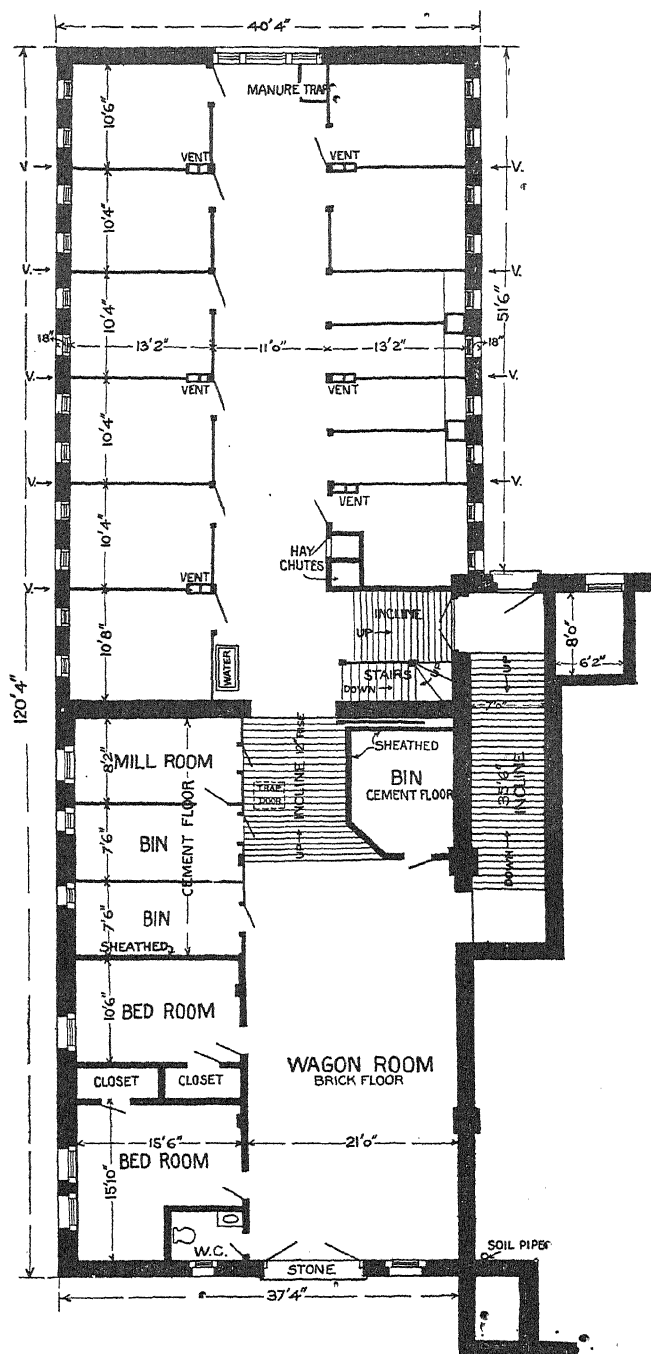 40'4"
MANURE TRAP
10'6"
VENT
VENT
V
V.
10'4"
V.
V.
10'4"
51'6"
18"
13'2"
11'0"
13'2"
18"
V.
VENT
VENT
V.
10'4"
V.
VENT
V.
10'4"
HAY
CHUTES
VENT
V.
10'8"
INCLINE
UP
WATER
STAIRS
DOWN
8'0"
6'2"
UP
7'0"
120'4"
8'2"
MILL ROOM
CEMENT FLOOR
INCLINE 12" RISE
UP
TRAP
DOOR
SHEATHED
BIN
CEMENT FLOOR
35'6"
INCLINE
DOWN
7'6"
BIN
7'6"
BIN
SHEATHED
10'6"
BED ROOM
WAGON ROOM
BRICK FLOOR
CLOSET
CLOSET
15'6"
21'0"
BED ROOM
15'10"
W.C.
STONE
SOIL PIPE
37'4"